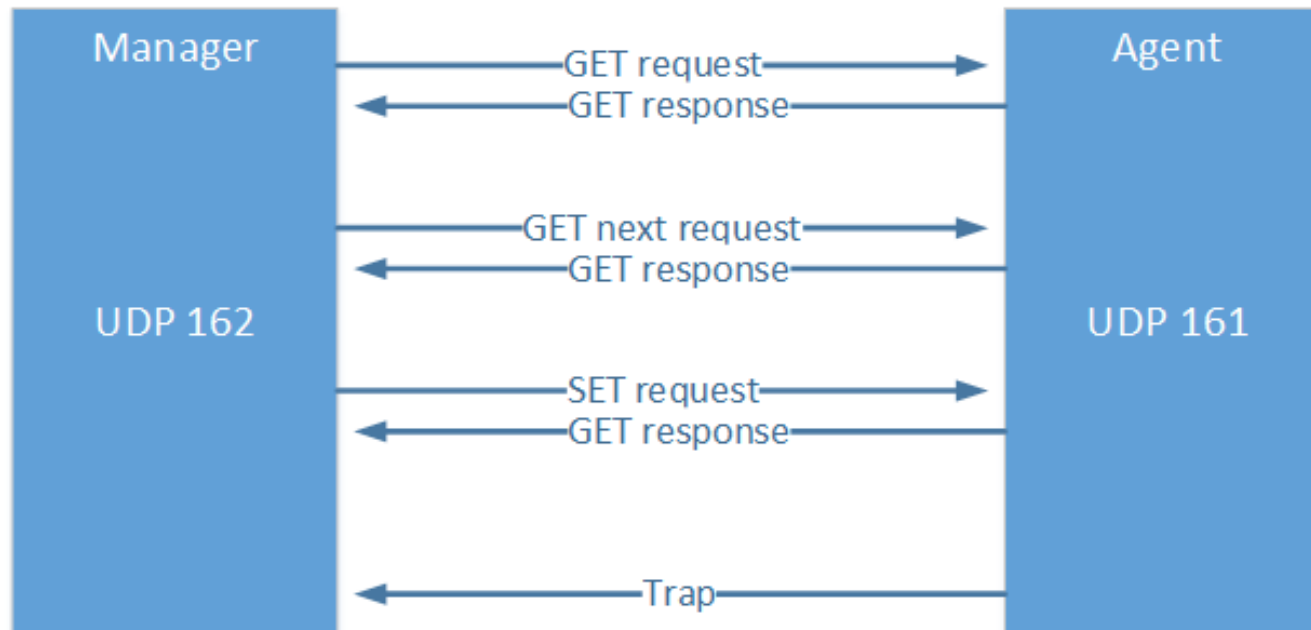 Manager
Agent
GET request
GET response
GET next request
GET response
UDP 162
UDP 161
SET request
GET response
Trap